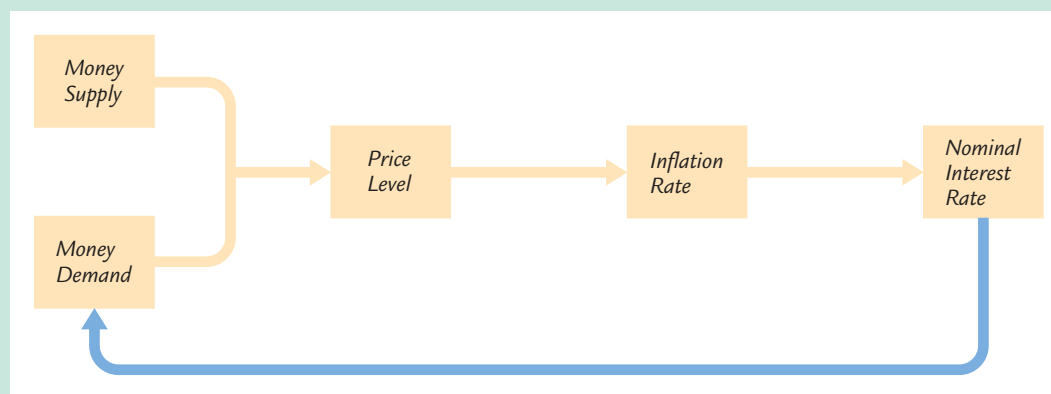 Money
Supply
Price
Level
Inflation
Rate
Nominal
Interest
Rate
Money
Demand